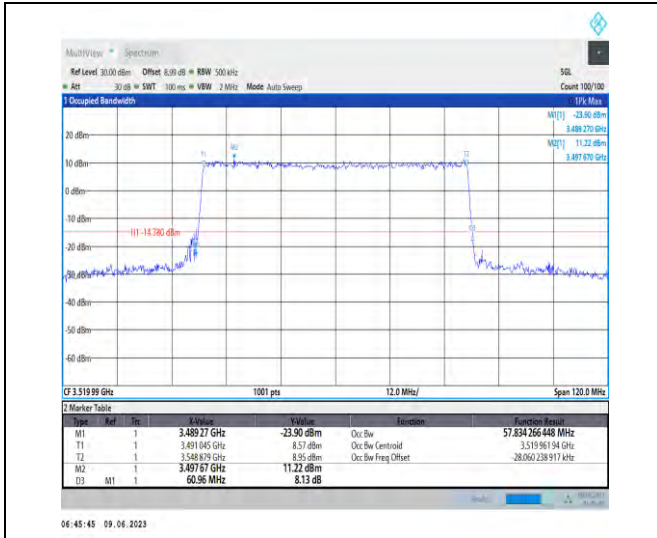 MultiView Spectrum
Ref Level 30.00 dBm Offset 8.99 dB RBW 500 kHz SGL
Att 30 dB SWT 100 ms VBW 2 MHz Mode Auto Sweep Count 100/100
1 Occupied Bandwidth 1Pk Max
M1[1] -23.90 dBm
3.489 270 GHz
M2[1] 11.22 dBm
3.497 670 GHz
20 dBm
M2
T1 T2
10 dBm
0 dBm
-10 dBm
H1 -14.780 dBm
D3
-30 dBm
-40 dBm
-50 dBm
-60 dBm
CF 3.519 99 GHz 1001 pts 12.0 MHz/ Span 120.0 MHz
2 Marker Table
Type Ref Trc X-Value Y-Value Function Function Result
M1 1 3.489 27 GHz -23.90 dBm Occ Bw 57.834 266 448 MHz
T1 1 3.491 045 GHz 8.57 dBm Occ Bw Centroid 3.519 961 94 GHz
T2 1 3.548 879 GHz 8.95 dBm Occ Bw Freq Offset -28.060 238 917 kHz
M2 1 3.497 67 GHz 11.22 dBm
D3 M1 1 60.96 MHz 8.13 dB
06:45:45 09.06.2023